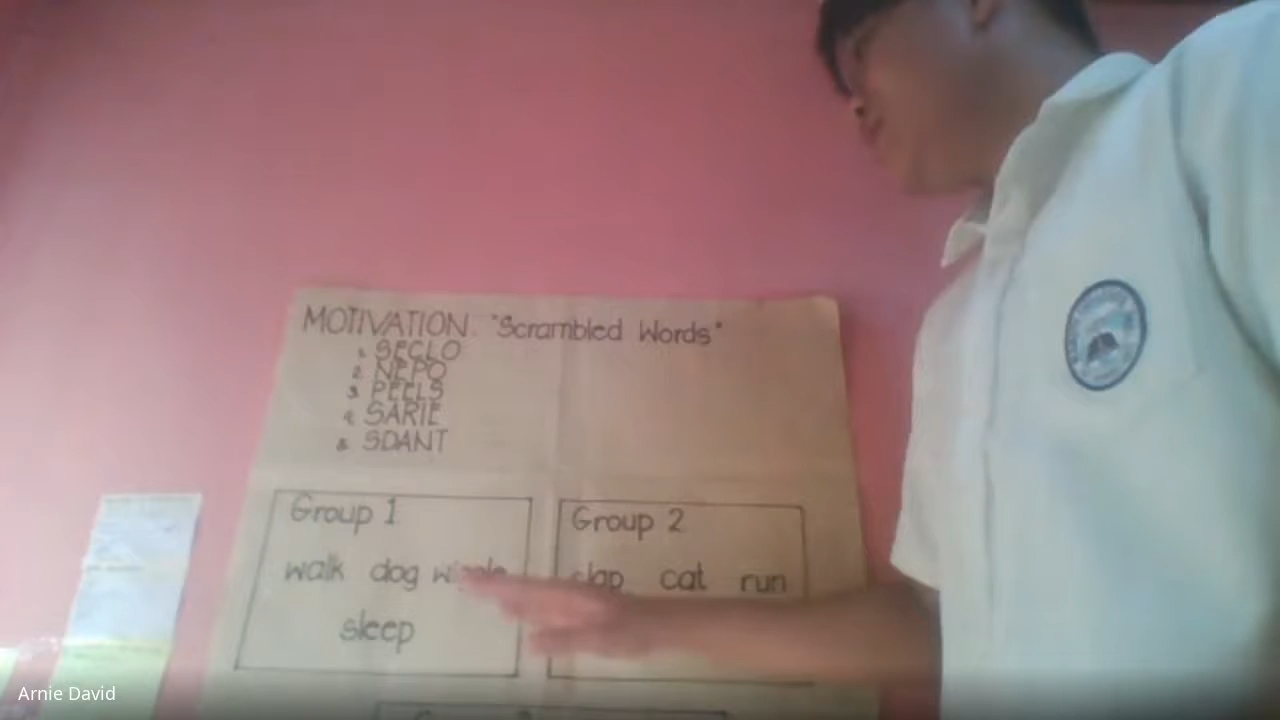 MOTIVATION: "Scrambled Words"
1. SECLO
2. NEPO
3. PEELS
4. SARIE
5. SDANT
Group 1
walk dog
sleep
Group 2
clap cat run
Arnie David